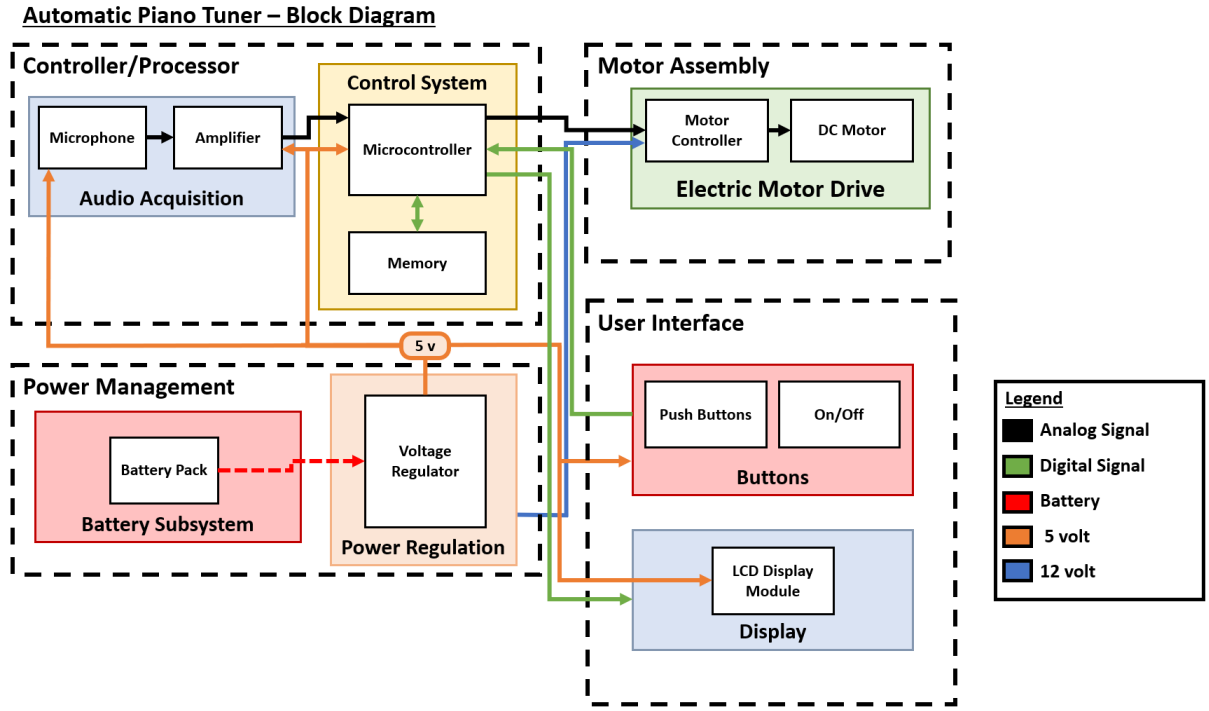 Automatic Piano Tuner – Block Diagram
Controller/Processor
Control System
Microphone
Amplifier
Microcontroller
Audio Acquisition
Memory
Motor Assembly
Motor
Controller
DC Motor
Electric Motor Drive
5 v
Power Management
Battery Pack
Battery Subsystem
Voltage
Regulator
Power Regulation
User Interface
Push Buttons
On/Off
Buttons
LCD Display
Module
Display
Legend
Analog Signal
Digital Signal
Battery
5 volt
12 volt